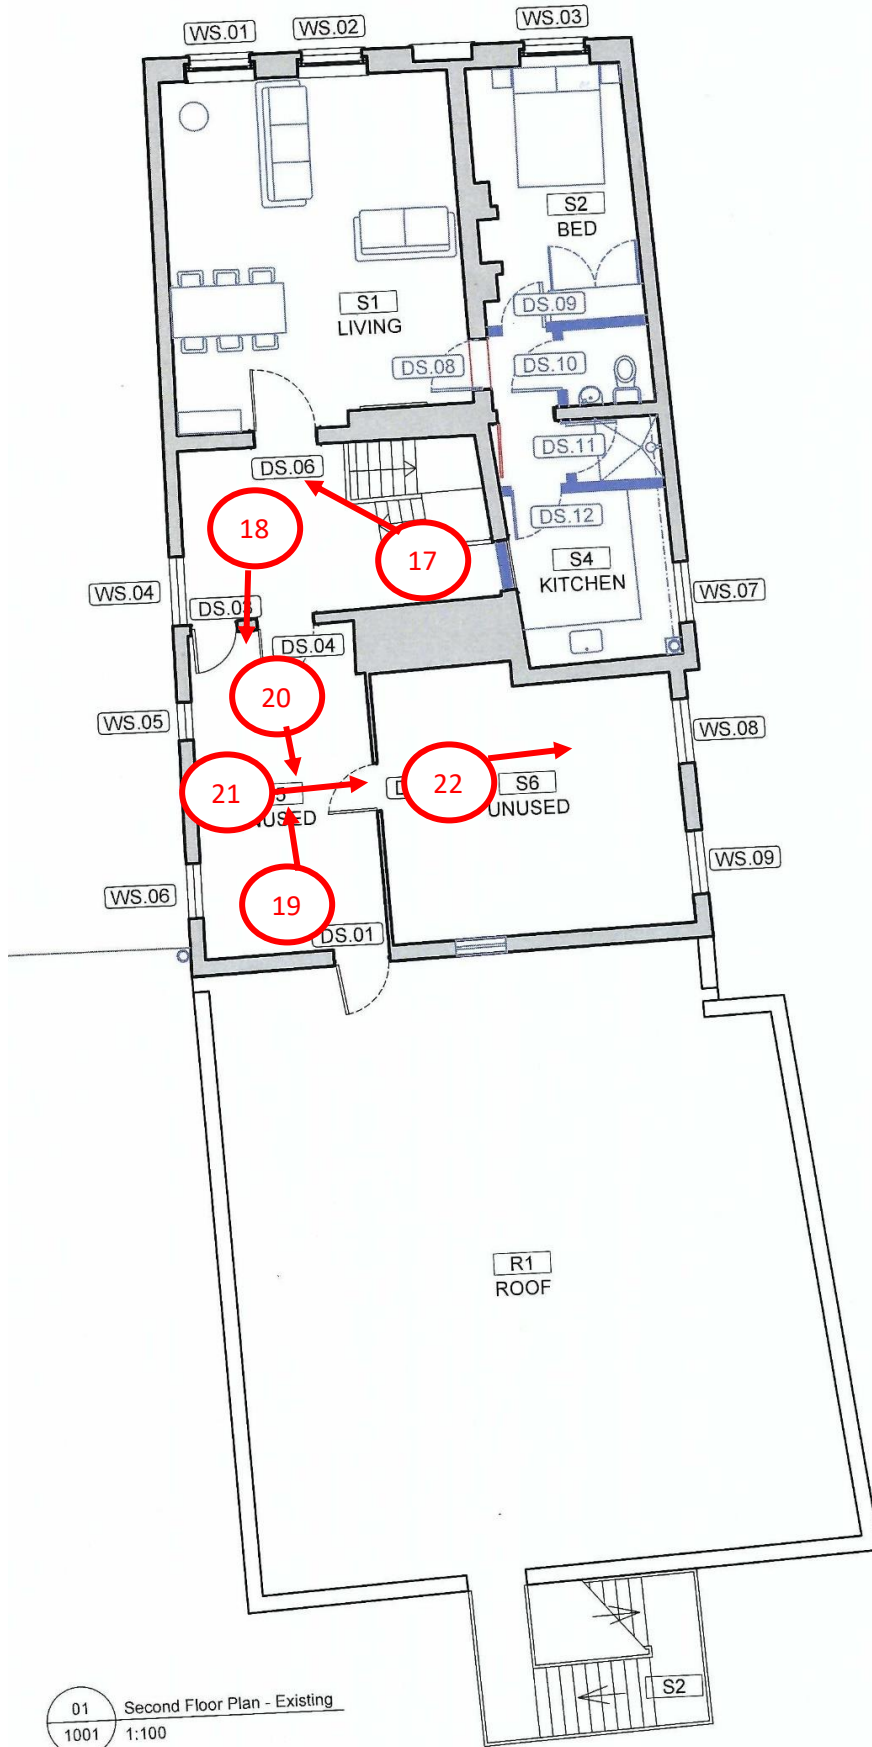 WS.01
WS.02
WS.03
S2
BED
S1
LIVING
DS.09
DS.08
DS.10
DS.06
DS.11
DS.12
18
17
S4
KITCHEN
WS.04
WS.07
DS.03
DS.04
20
WS.05
WS.08
21
22
S6
UNUSED
WS.06
19
WS.09
DS.01
R1
ROOF
S2
01
Second Floor Plan - Existing
1001
1:100